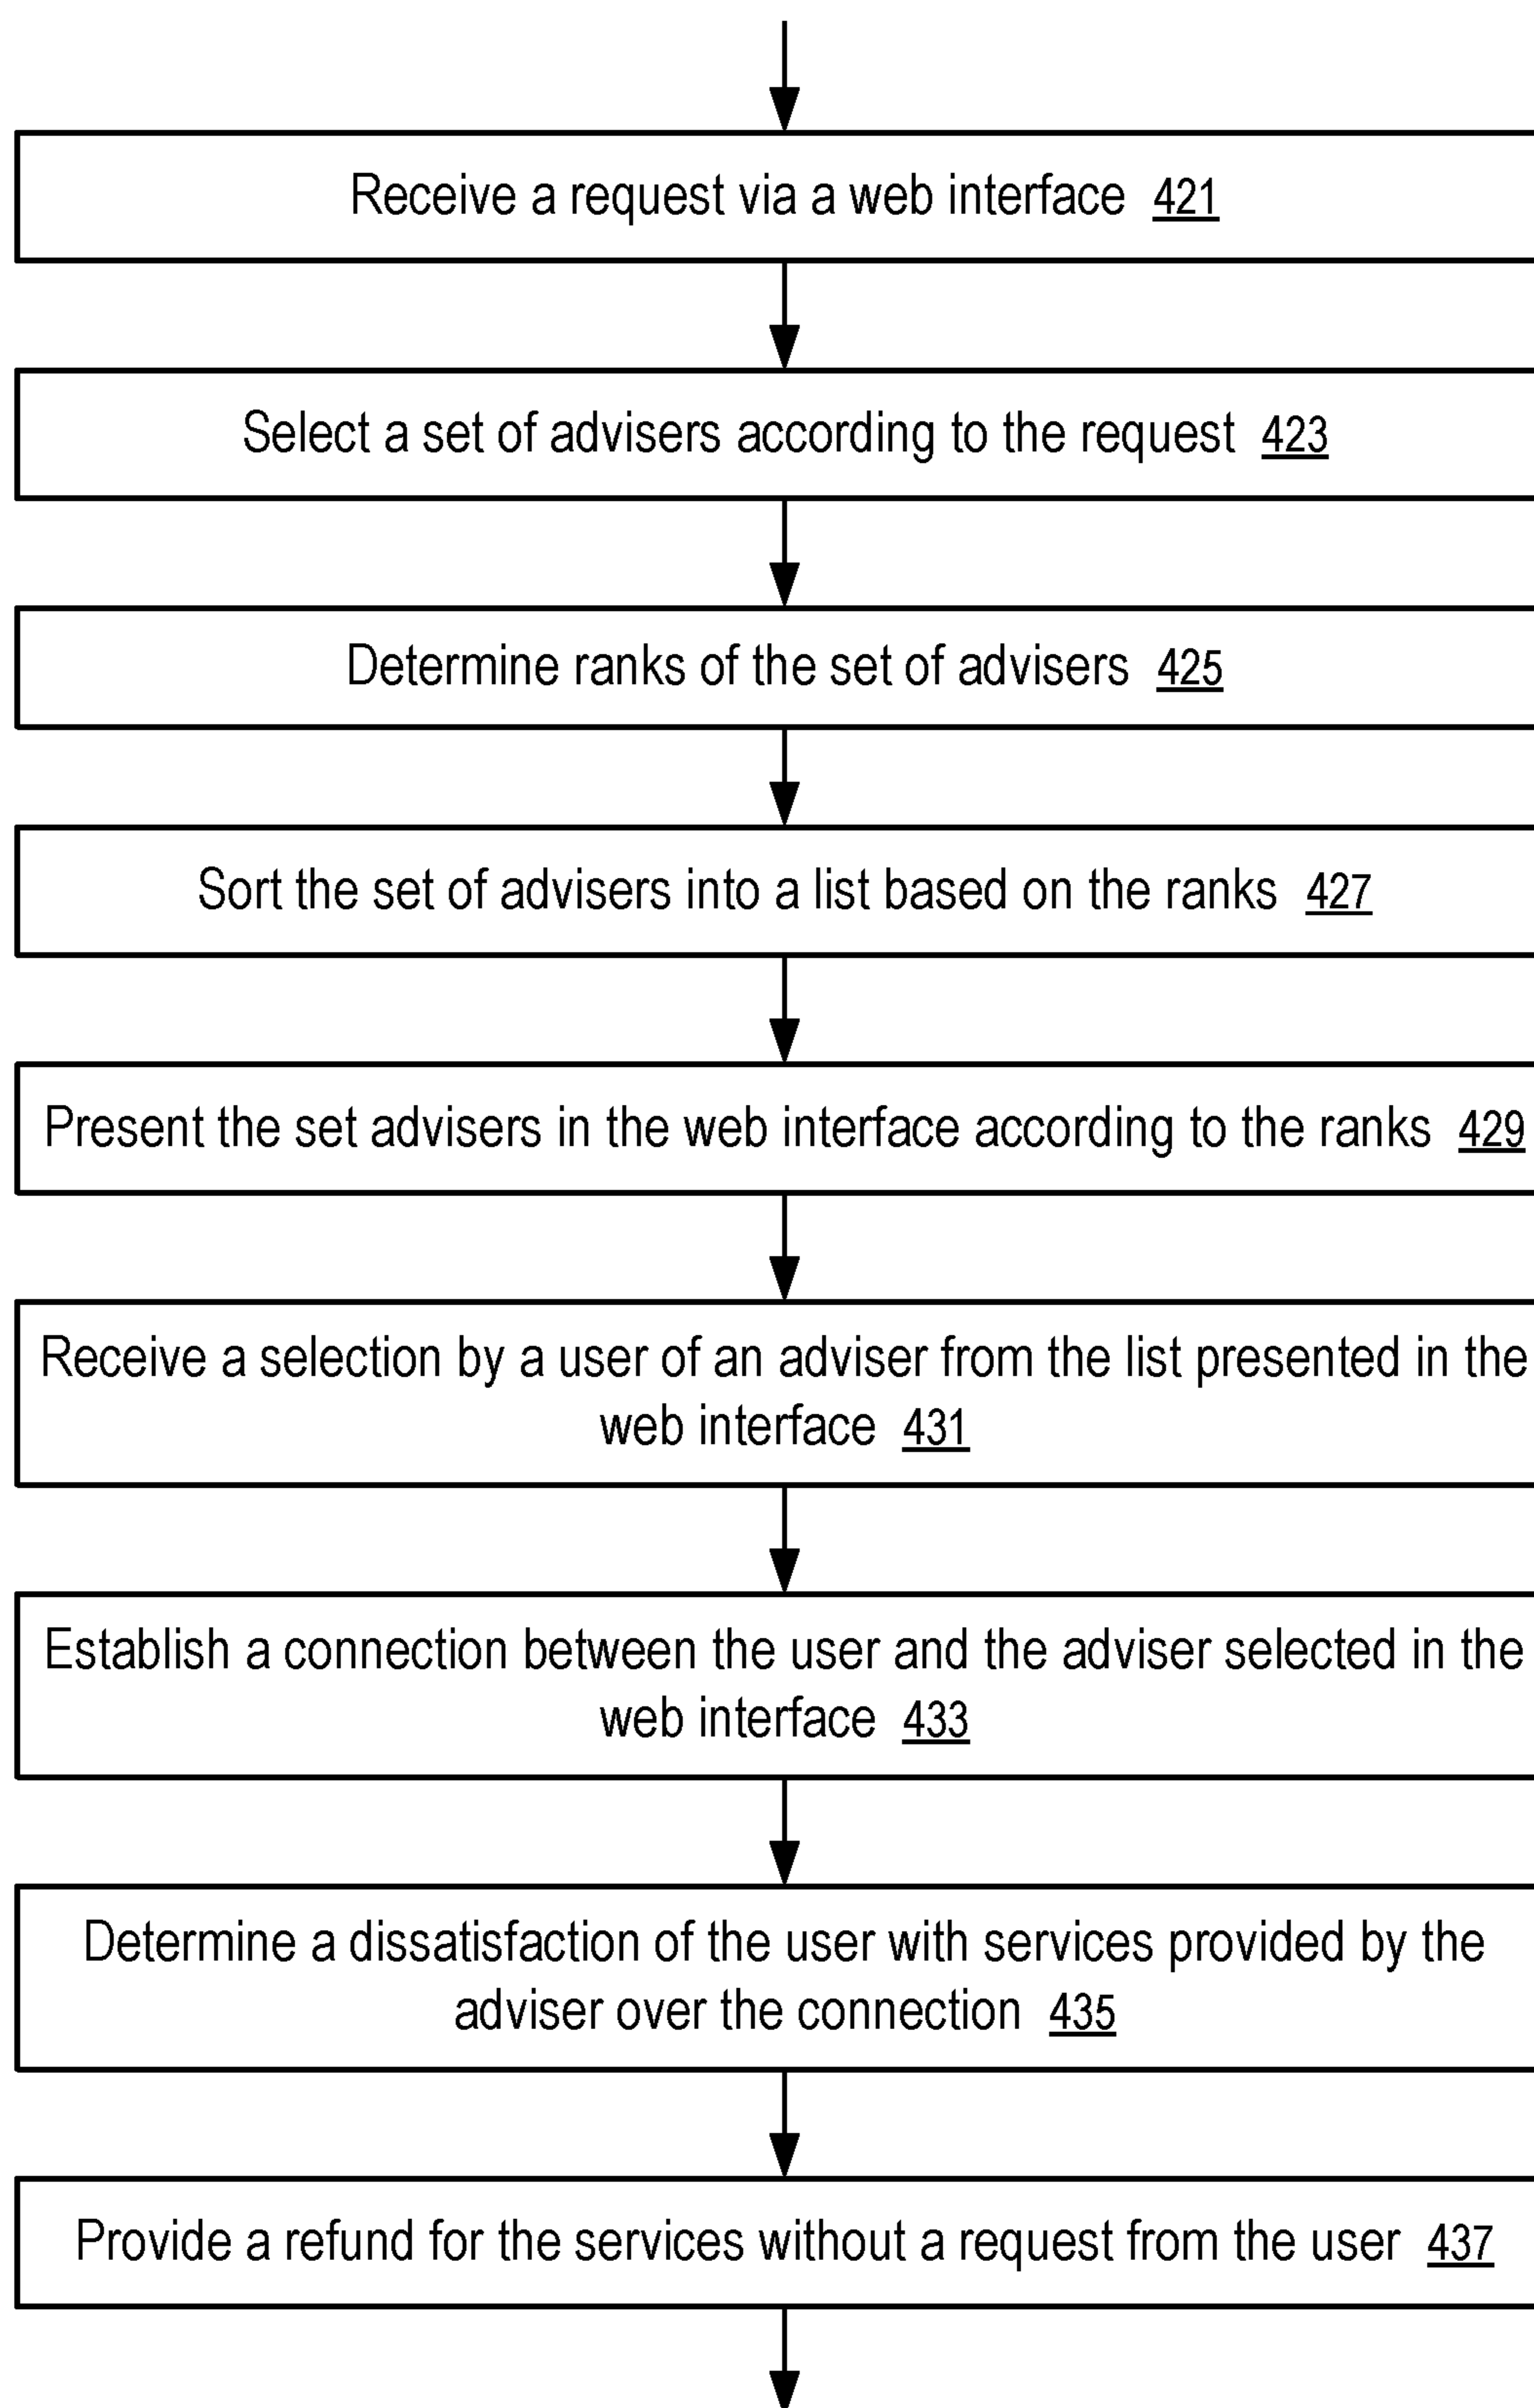 Receive a request via a web interface 421
Select a set of advisers according to the request 423
Determine ranks of the set of advisers 425
Sort the set of advisers into a list based on the ranks 427
Present the set advisers in the web interface according to the ranks 429
Receive a selection by a user of an adviser from the list presented in the
web interface 431
Establish a connection between the user and the adviser selected in the
web interface 433
Determine a dissatisfaction of the user with services provided by the
adviser over the connection 435
Provide a refund for the services without a request from the user 437